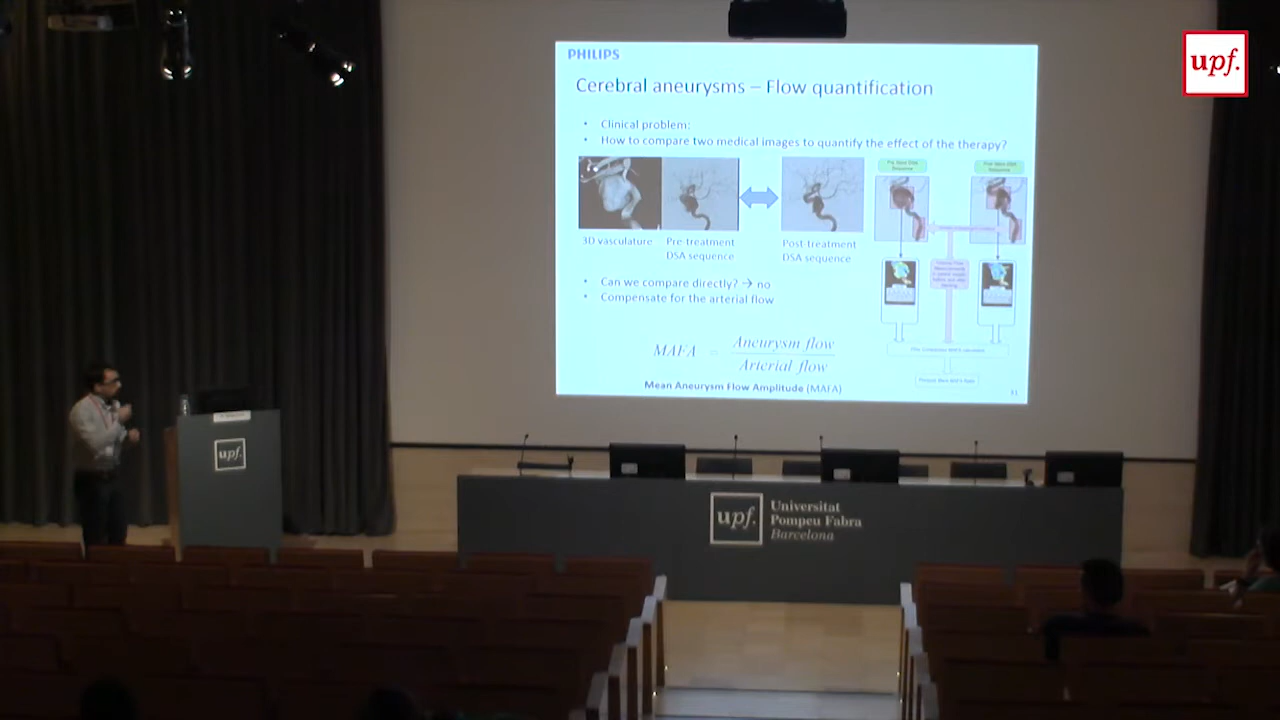 PHILIPS
Cerebral aneurysms – Flow quantification
• Clinical problem:
• How to compare two medical images to quantify the effect of the therapy?
3D vasculature
Pre-treatment
DSA sequence
Post-treatment
DSA sequence
• Can we compare directly? → no
• Compensate for the arterial flow
MAFA = Aneurysm flow
Arterial flow
Mean Aneurysm Flow Amplitude (MAFA)
31
upf.
upf.
upf.
Universitat
Pompeu Fabra
Barcelona